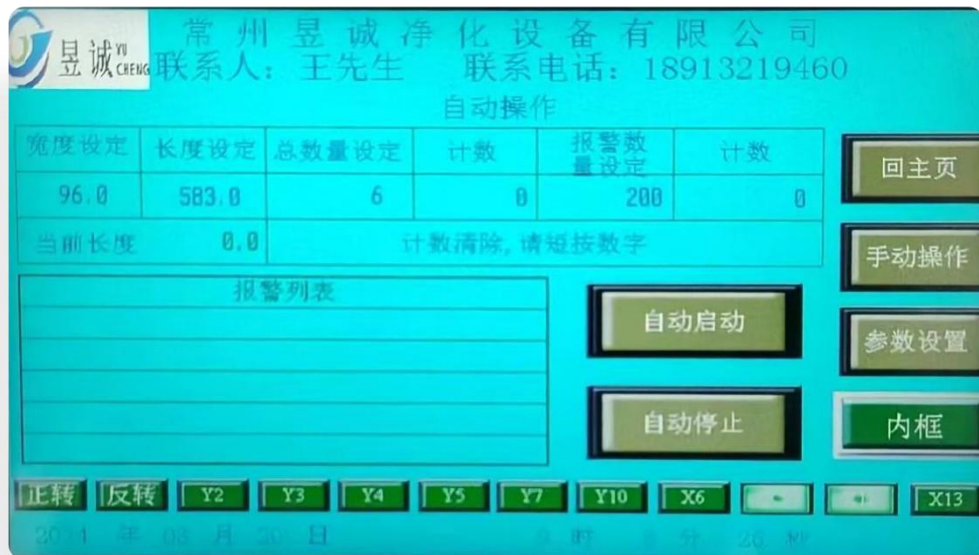 常州昱诚净化设备有限公司
昱诚 YU CHENG 联系人：王先生 联系电话：18913219460
自动操作
宽度设定 长度设定 总数量设定 计数 报警数量设定 计数
96.0 583.0 6 0 200 0
当前长度 0.0 计数清除,请短按数字
报警列表
回主页
手动操作
参数设置
内框
自动启动
自动停止
正转 反转 Y2 Y3 Y4 Y5 Y7 Y10 X6 - + X13
年 03 月 20 日 时 分 秒